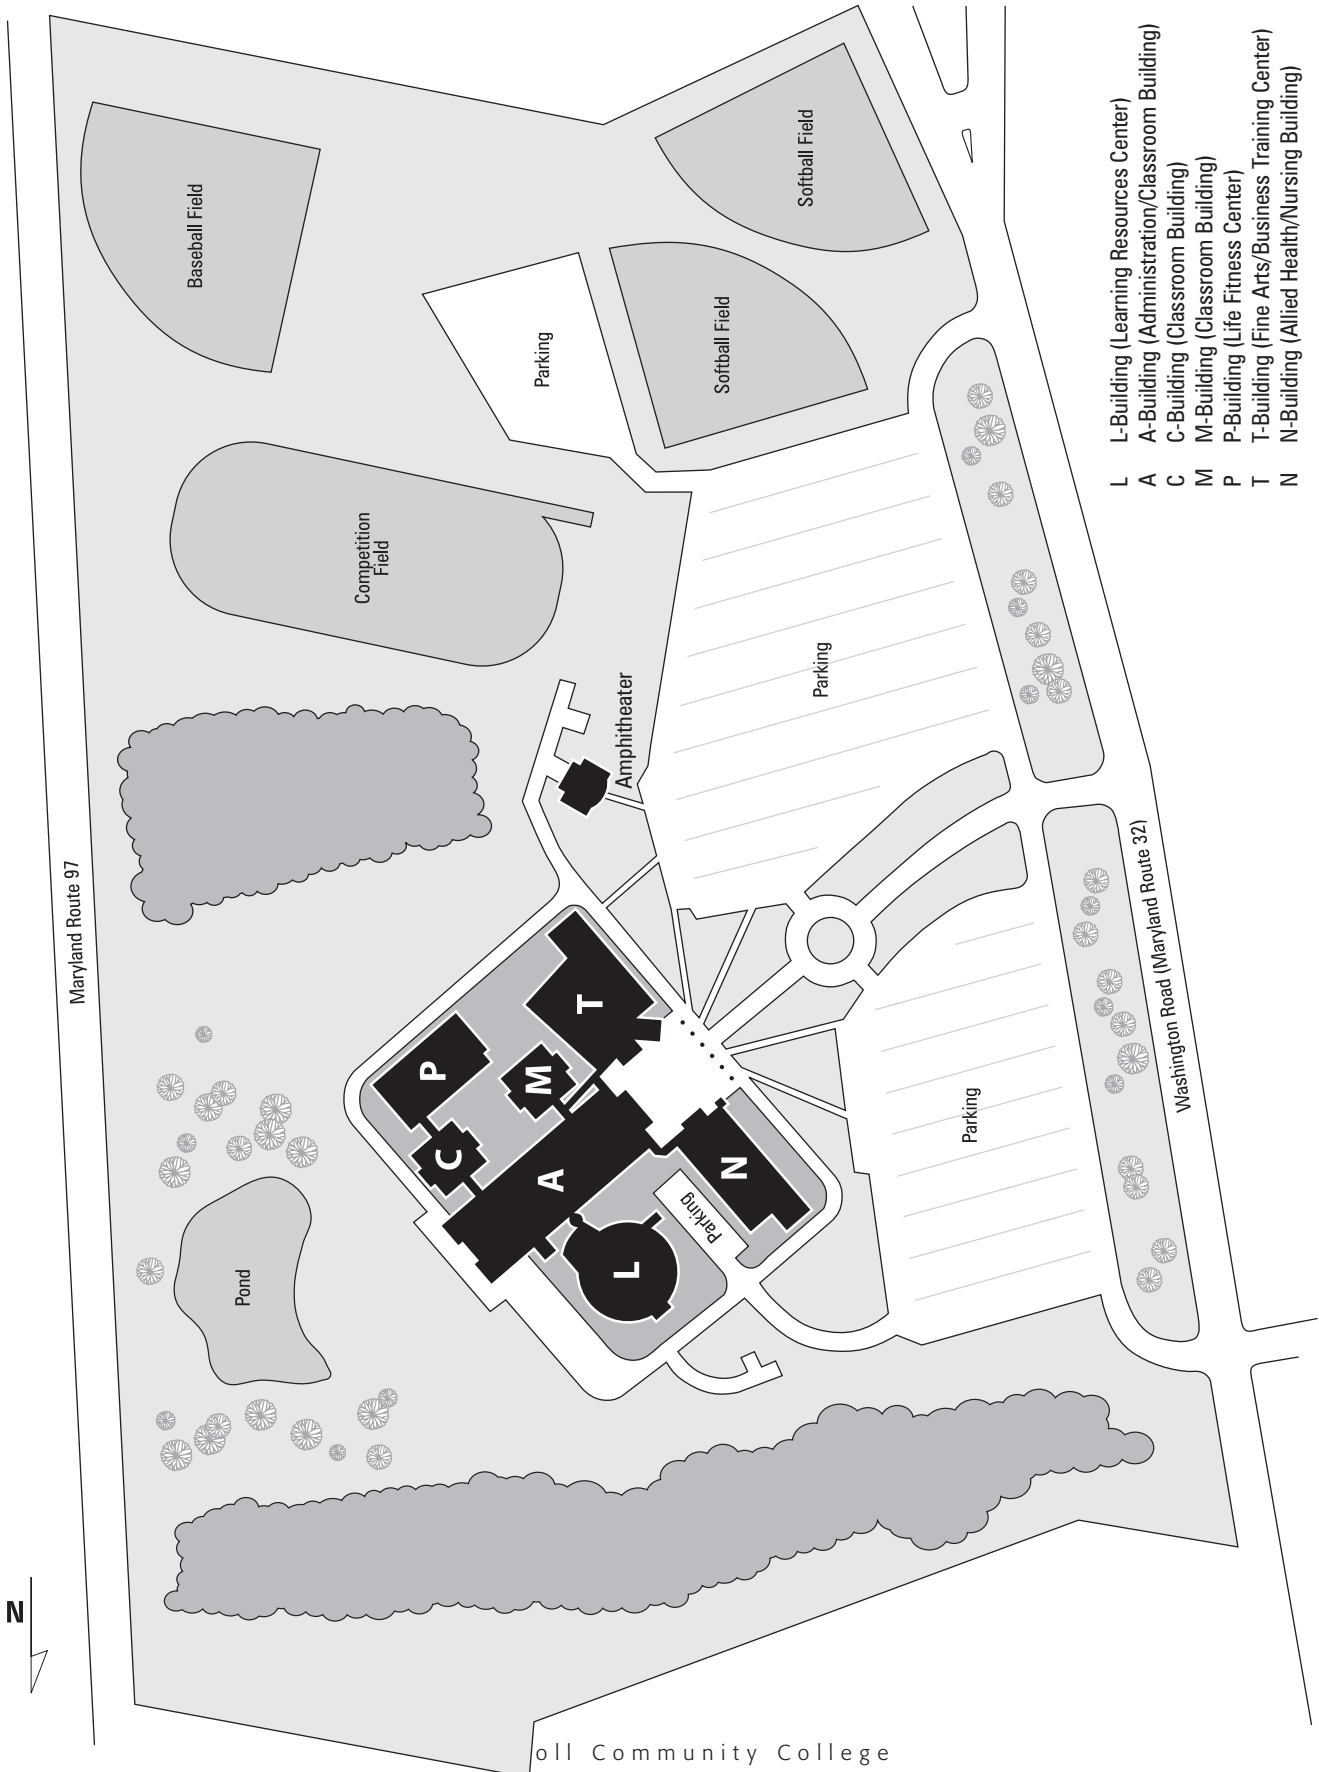 Baseball Field
Softball Field
Softball Field
Parking
Competition
Field
Amphitheater
Parking
Maryland Route 97
Washington Road (Maryland Route 32)
T
P
M
C
A
N
L
Parking
Parking
Pond
N
L L-Building (Learning Resources Center)
A A-Building (Administration/Classroom Building)
C C-Building (Classroom Building)
M M-Building (Classroom Building)
P P-Building (Life Fitness Center)
T T-Building (Fine Arts/Business Training Center)
N N-Building (Allied Health/Nursing Building)
oll Community College